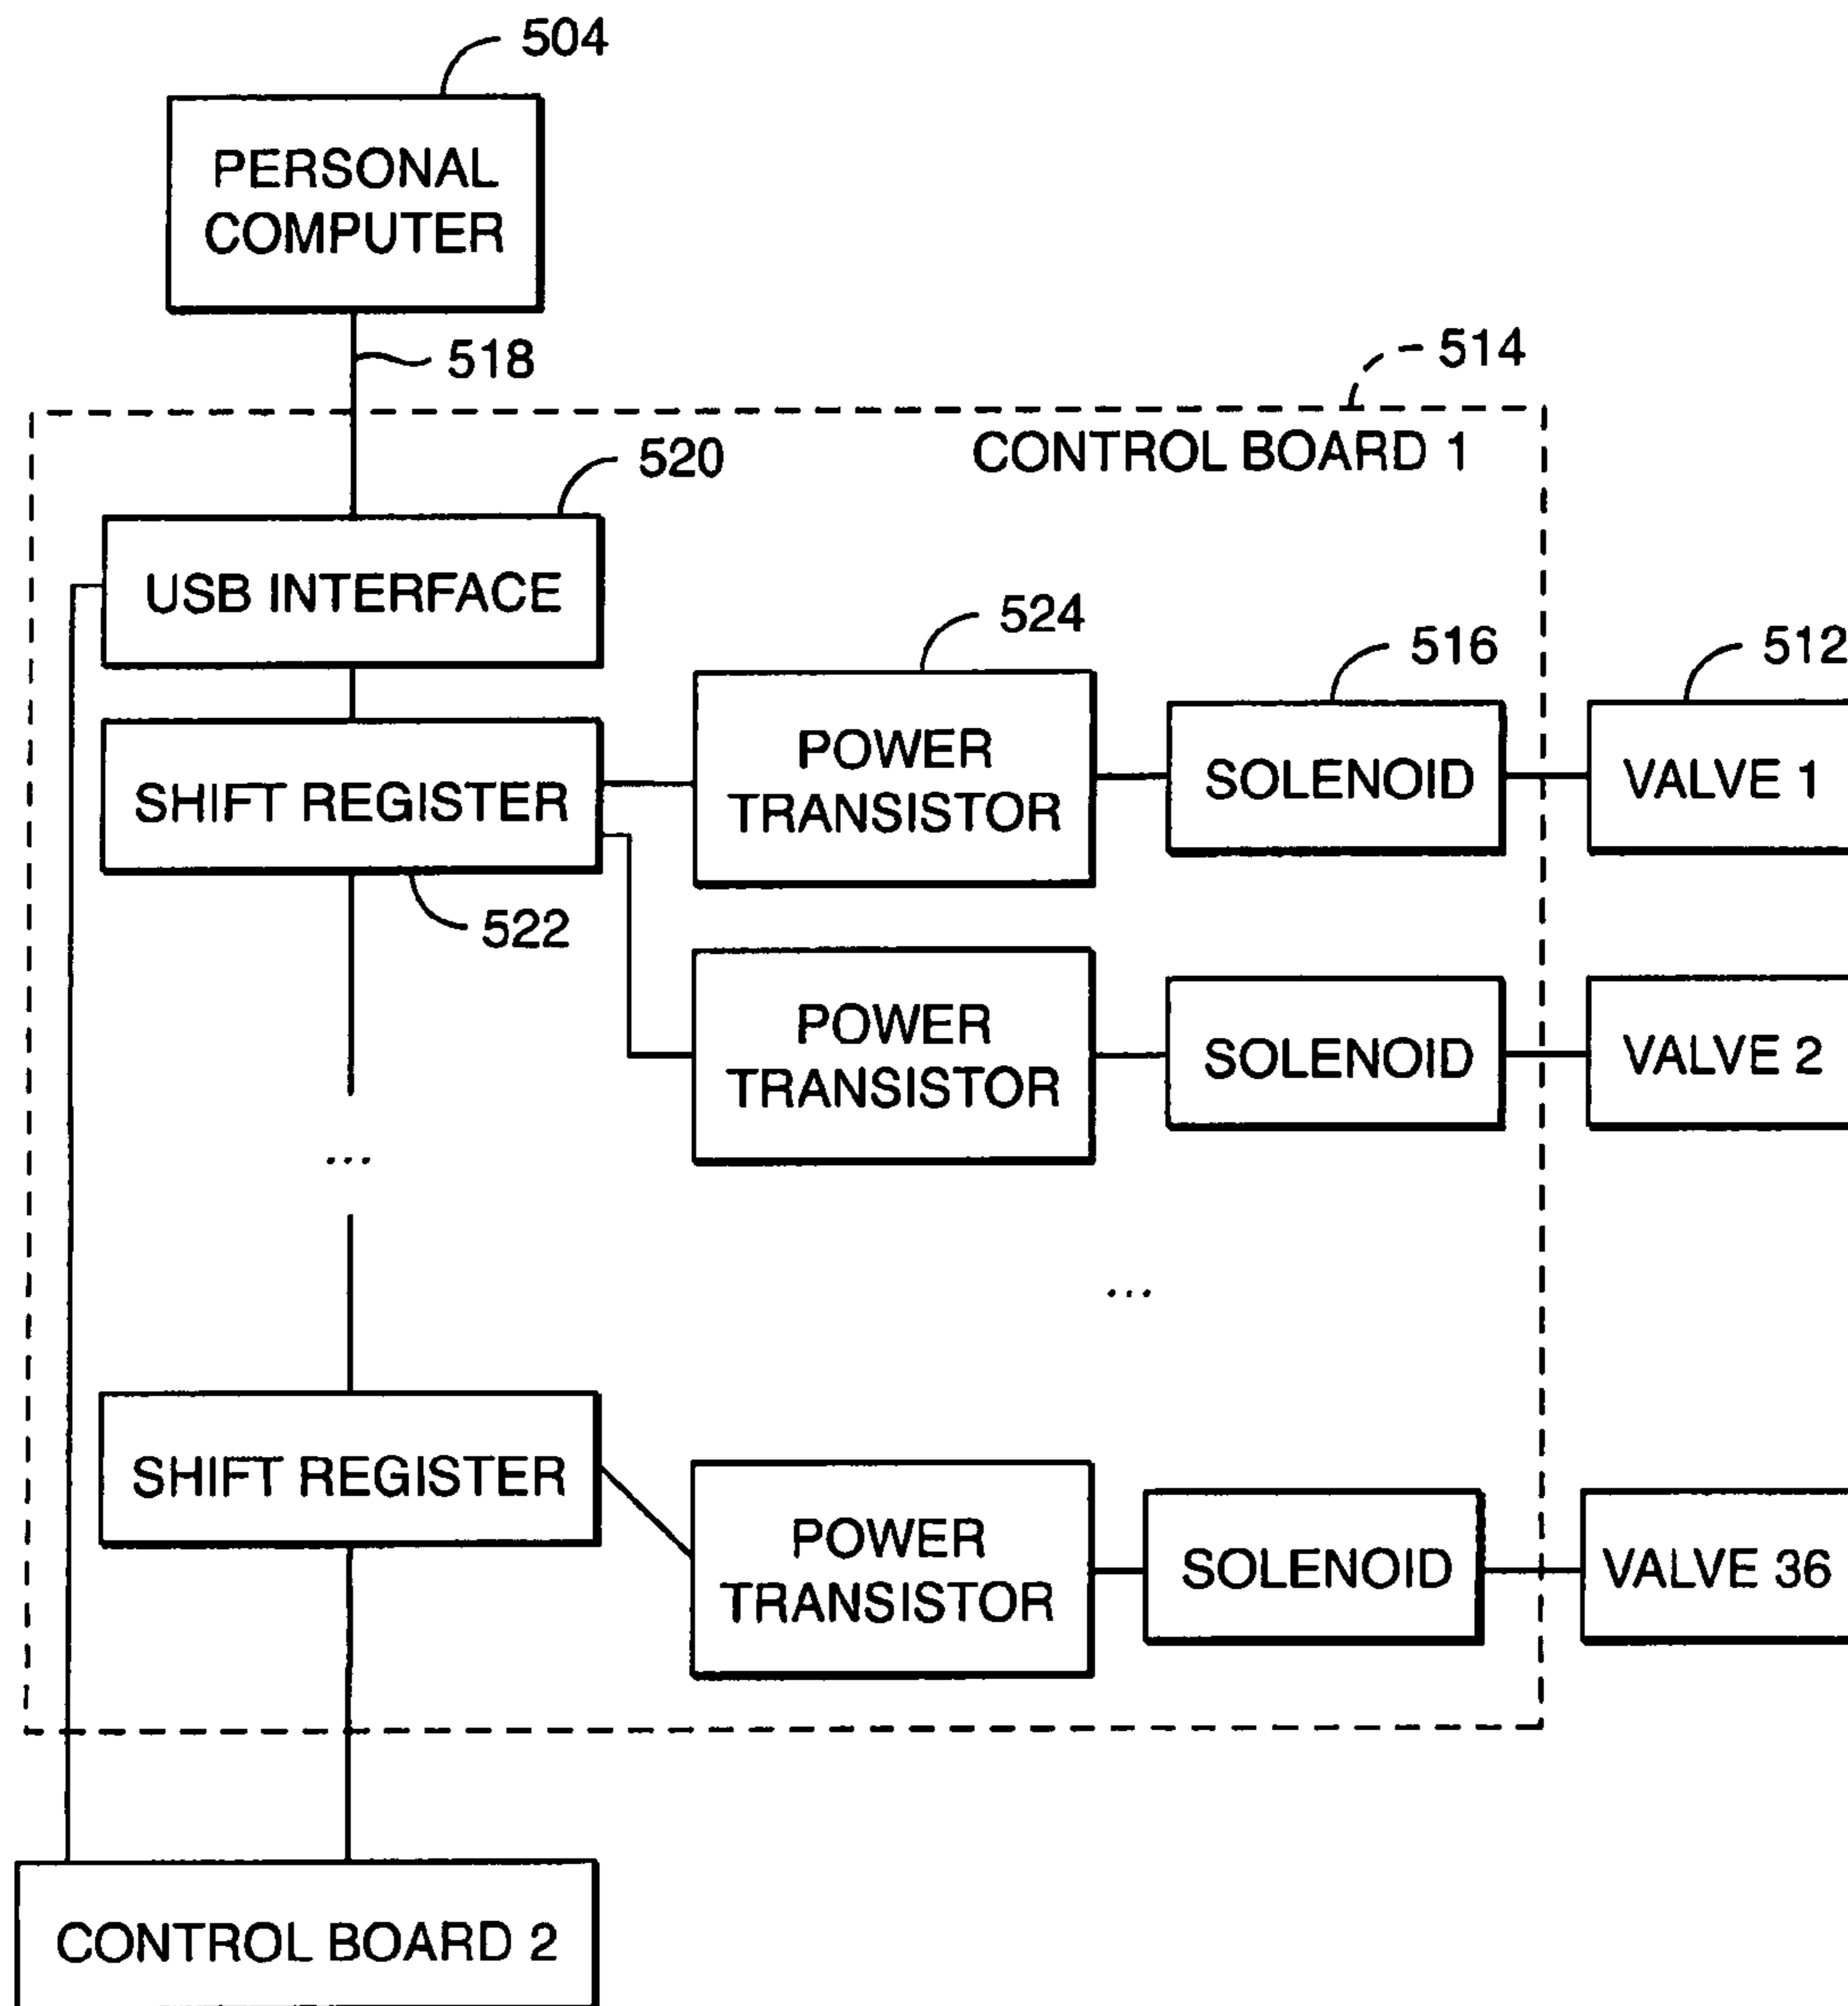 504
PERSONAL
COMPUTER
518
514
CONTROL BOARD 1
520
USB INTERFACE
524
516
512
SHIFT REGISTER
POWER
TRANSISTOR
SOLENOID
VALVE 1
522
POWER
TRANSISTOR
SOLENOID
VALVE 2
...
...
SHIFT REGISTER
POWER
TRANSISTOR
SOLENOID
VALVE 36
CONTROL BOARD 2